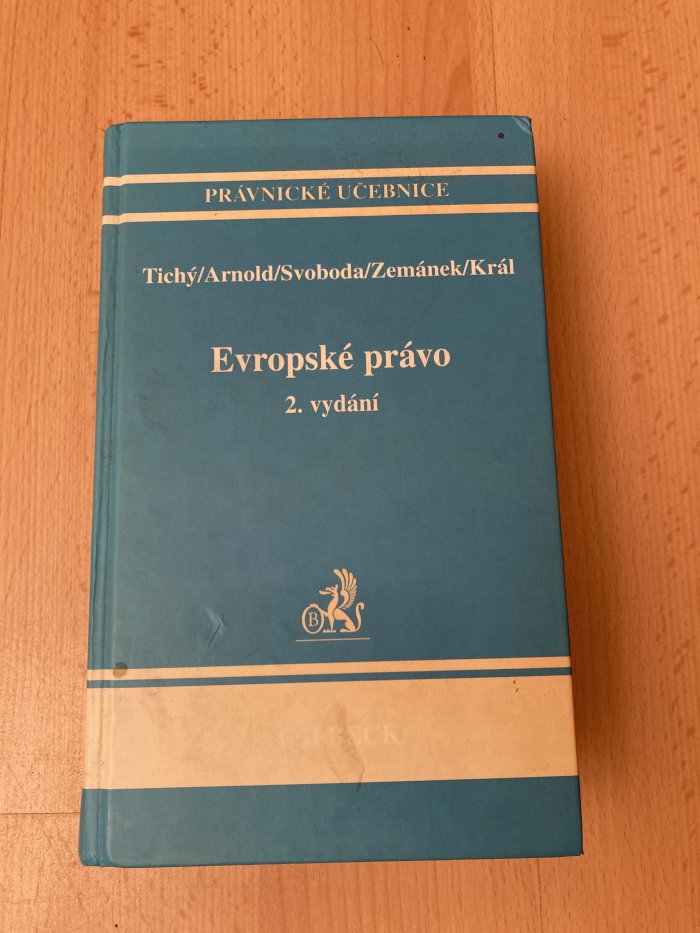 PRÁVNICKÉ UČEBNICE
Tichý/Arnold/Svoboda/Zemánek/Král
Evropské právo
2. vydání
B
C H BECK